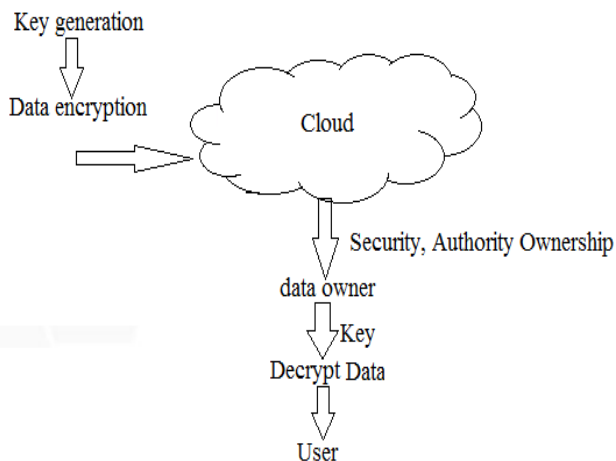 Key generation
Data encryption
Cloud
Security, Authority Ownership
data owner
Key
Decrypt Data
User